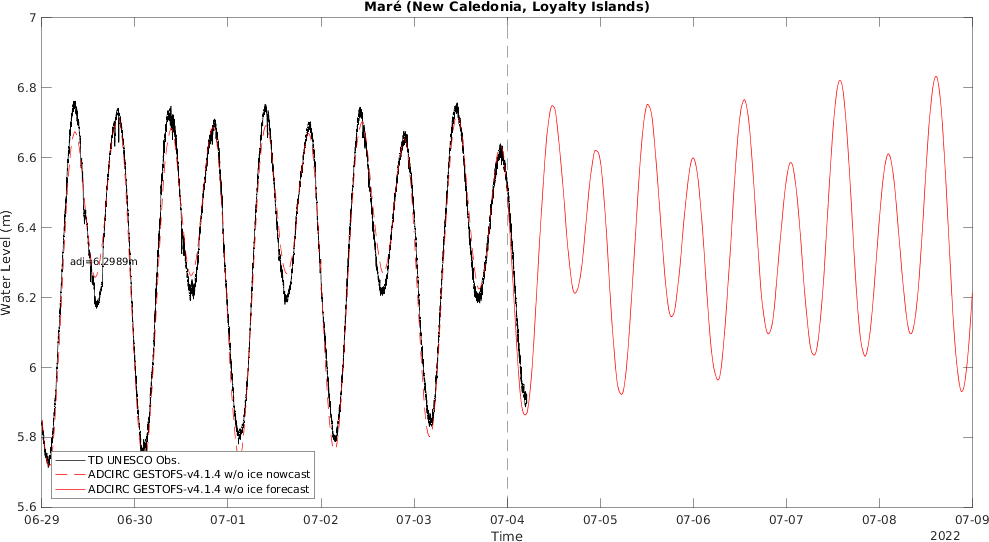 Maré (New Caledonia, Loyalty Islands)
7
6.8
6.6
6.4
6.2
6
5.8
5.6
Water Level (m)
adj=6.2989m
TD UNESCO Obs.
ADCIRC GESTOFS-v4.1.4 w/o ice nowcast
ADCIRC GESTOFS-v4.1.4 w/o ice forecast
06-29 06-30 07-01 07-02 07-03 07-04 07-05 07-06 07-07 07-08 07-09
Time
2022